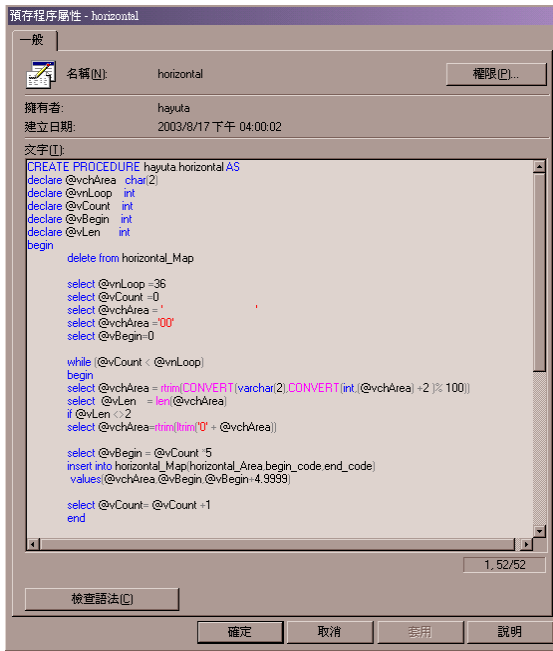 預存程序屬性 - horizontal
一般
名稱(N): horizontal 權限(P)...
擁有者: hayuta
建立日期: 2003/8/17 下午 04:00:02
文字(T):
CREATE PROCEDURE hayuta.horizontal AS
declare @vchArea char(2)
declare @vnLoop int
declare @vCount int
declare @vBegin int
declare @vLen int
begin
delete from horizontal_Map
select @vnLoop =36
select @vCount =0
select @vchArea = ' '
select @vchArea ='00'
select @vBegin=0
while (@vCount < @vnLoop)
begin
select @vchArea = rtrim(CONVERT(varchar(2),CONVERT(int,(@vchArea) +2 )% 100))
select @vLen = len(@vchArea)
if @vLen <>2
select @vchArea=rtrim(ltrim('0' + @vchArea))
select @vBegin = @vCount *5
insert into horizontal_Map(horizontal_Area,begin_code,end_code)
values(@vchArea,@vBegin,@vBegin+4.9999)
select @vCount= @vCount +1
end
1, 52/52
檢查語法(C)
確定 取消 套用 說明